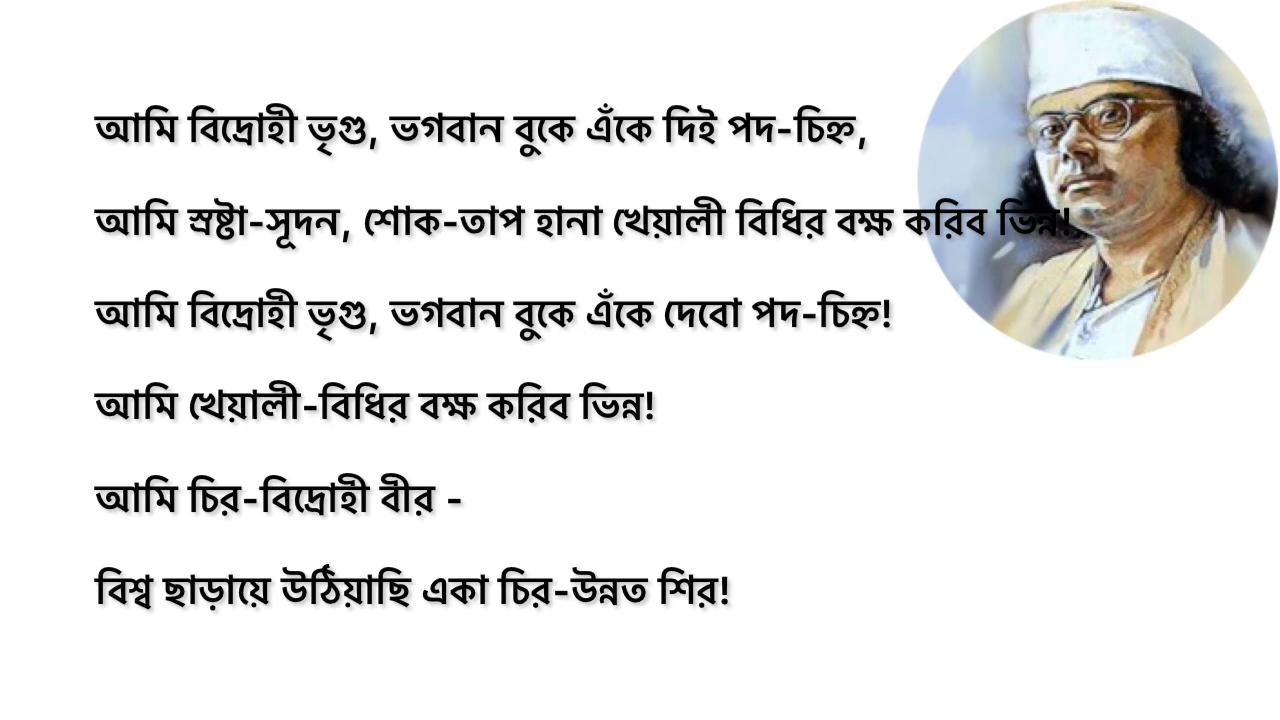 আমি বিদ্রোহী ভৃগু, ভগবান বুকে এঁকে দিই পদ-চিহ্ন,
আমি স্রষ্টা-সূদন, শোক-তাপ হানা খেয়ালী বিধির বক্ষ করিব ভিন্ন!
আমি বিদ্রোহী ভৃগু, ভগবান বুকে এঁকে দেবো পদ-চিহ্ন!
আমি খেয়ালী-বিধির বক্ষ করিব ভিন্ন!
আমি চির-বিদ্রোহী বীর -
বিশ্ব ছাড়ায়ে উঠিয়াছি একা চির-উন্নত শির!